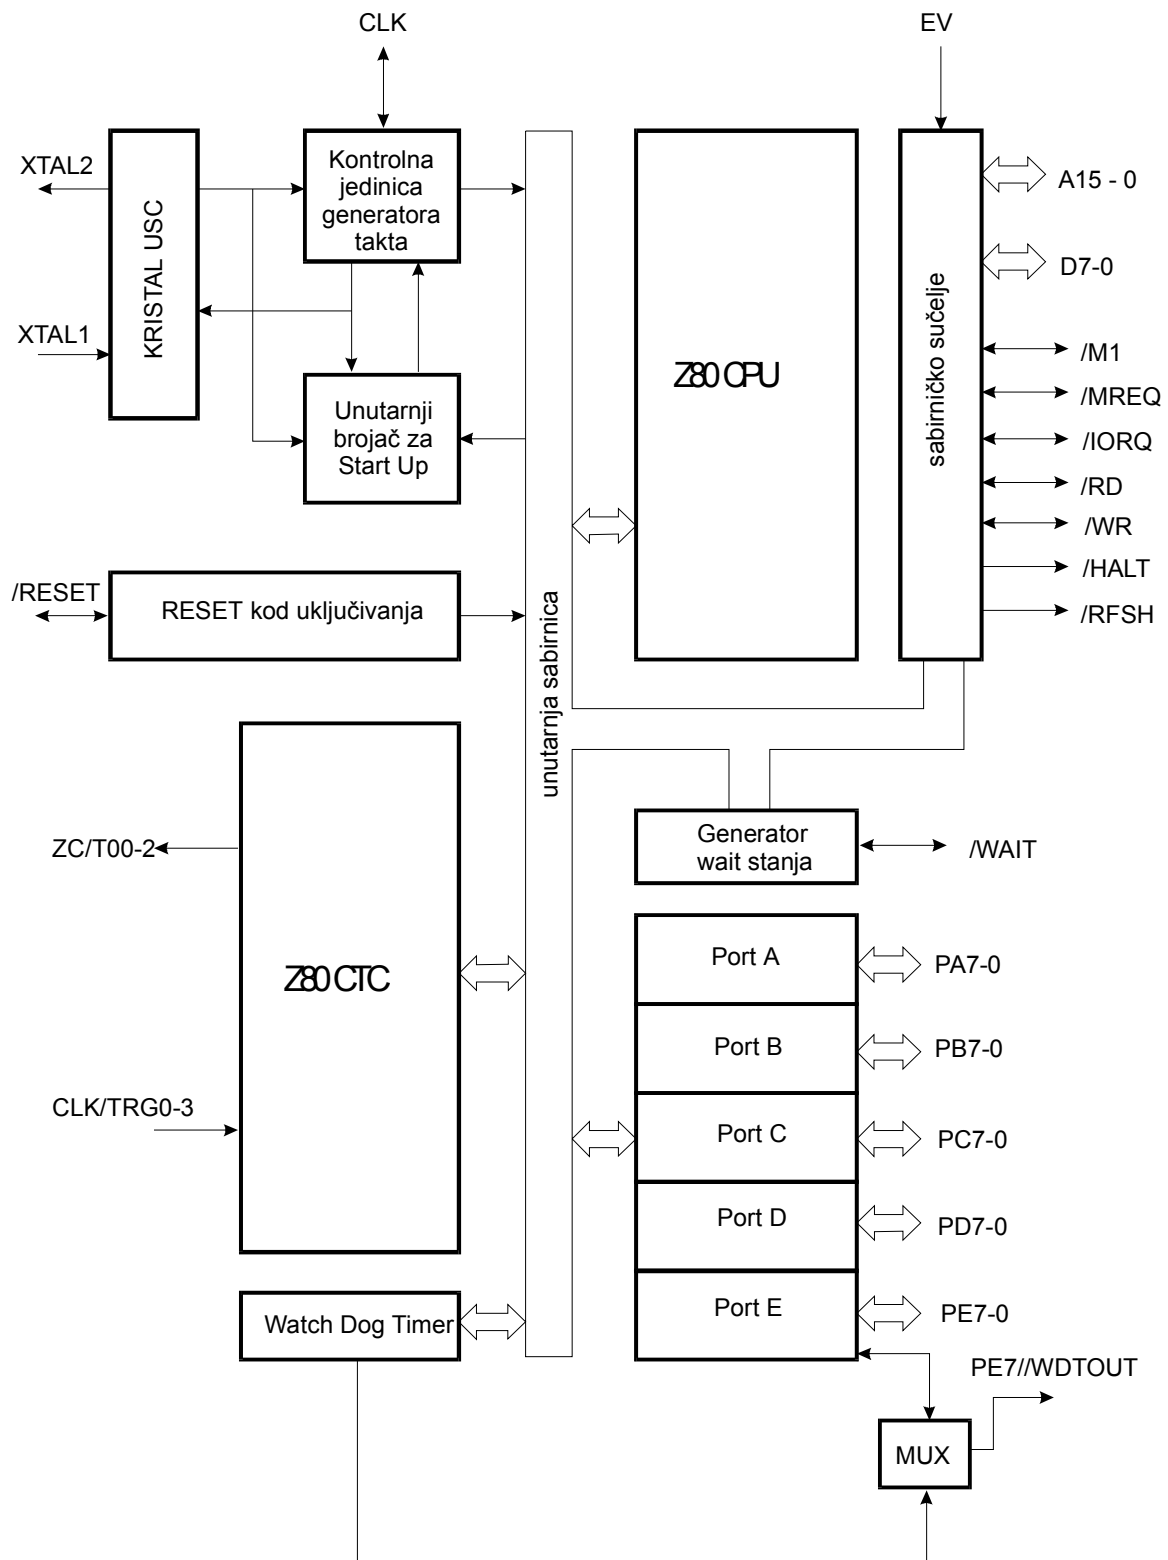 CLK
EV
XTAL2
XTAL1
KRISTAL USC
Kontrolna
jedinica
generatora
takta
Unutarnji
brojač za
Start Up
/RESET
RESET kod uključivanja
unutarnja sabirnica
Z80 CPU
sabirničko sučelje
A15 - 0
D7-0
/M1
/MREQ
/IORQ
/RD
/WR
/HALT
/RFSH
ZC/T00-2
Z80 CTC
CLK/TRG0-3
Watch Dog Timer
Generator
wait stanja
/WAIT
Port A
PA7-0
Port B
PB7-0
Port C
PC7-0
Port D
PD7-0
Port E
PE7-0
PE7//WDTOUT
MUX